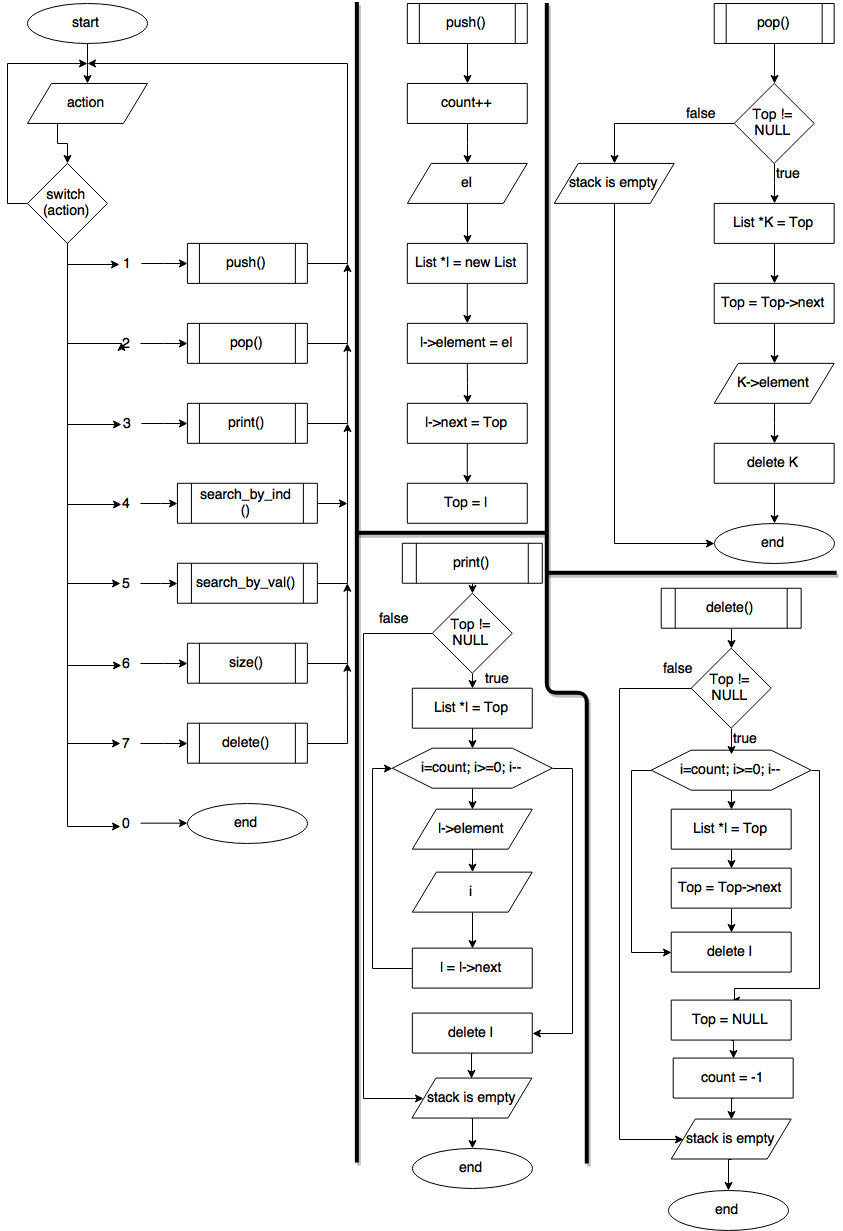 start
action
switch
(action)
1
push()
2
pop()
3
print()
4
search_by_ind
()
5
search_by_val()
6
size()
7
delete()
0
end
push()
count++
el
List *l = new List
l->element = el
l->next = Top
Top = l
pop()
Top !=
NULL
false
true
stack is empty
List *K = Top
Top = Top->next
K->element
delete K
end
print()
Top !=
NULL
false
true
List *l = Top
i=count; i>=0; i--
l->element
i
l = l->next
delete l
stack is empty
end
delete()
Top !=
NULL
false
true
i=count; i>=0; i--
List *l = Top
Top = Top->next
delete l
Top = NULL
count = -1
stack is empty
end